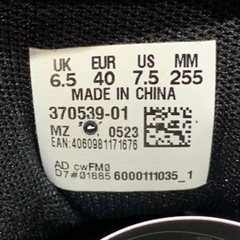 UK EUR US MM
6.5 40 7.5 255
MADE IN CHINA
370539-01
MZ 0523
EAN:4060981171676
AD cwFM0
D7#01885 6000111035_1